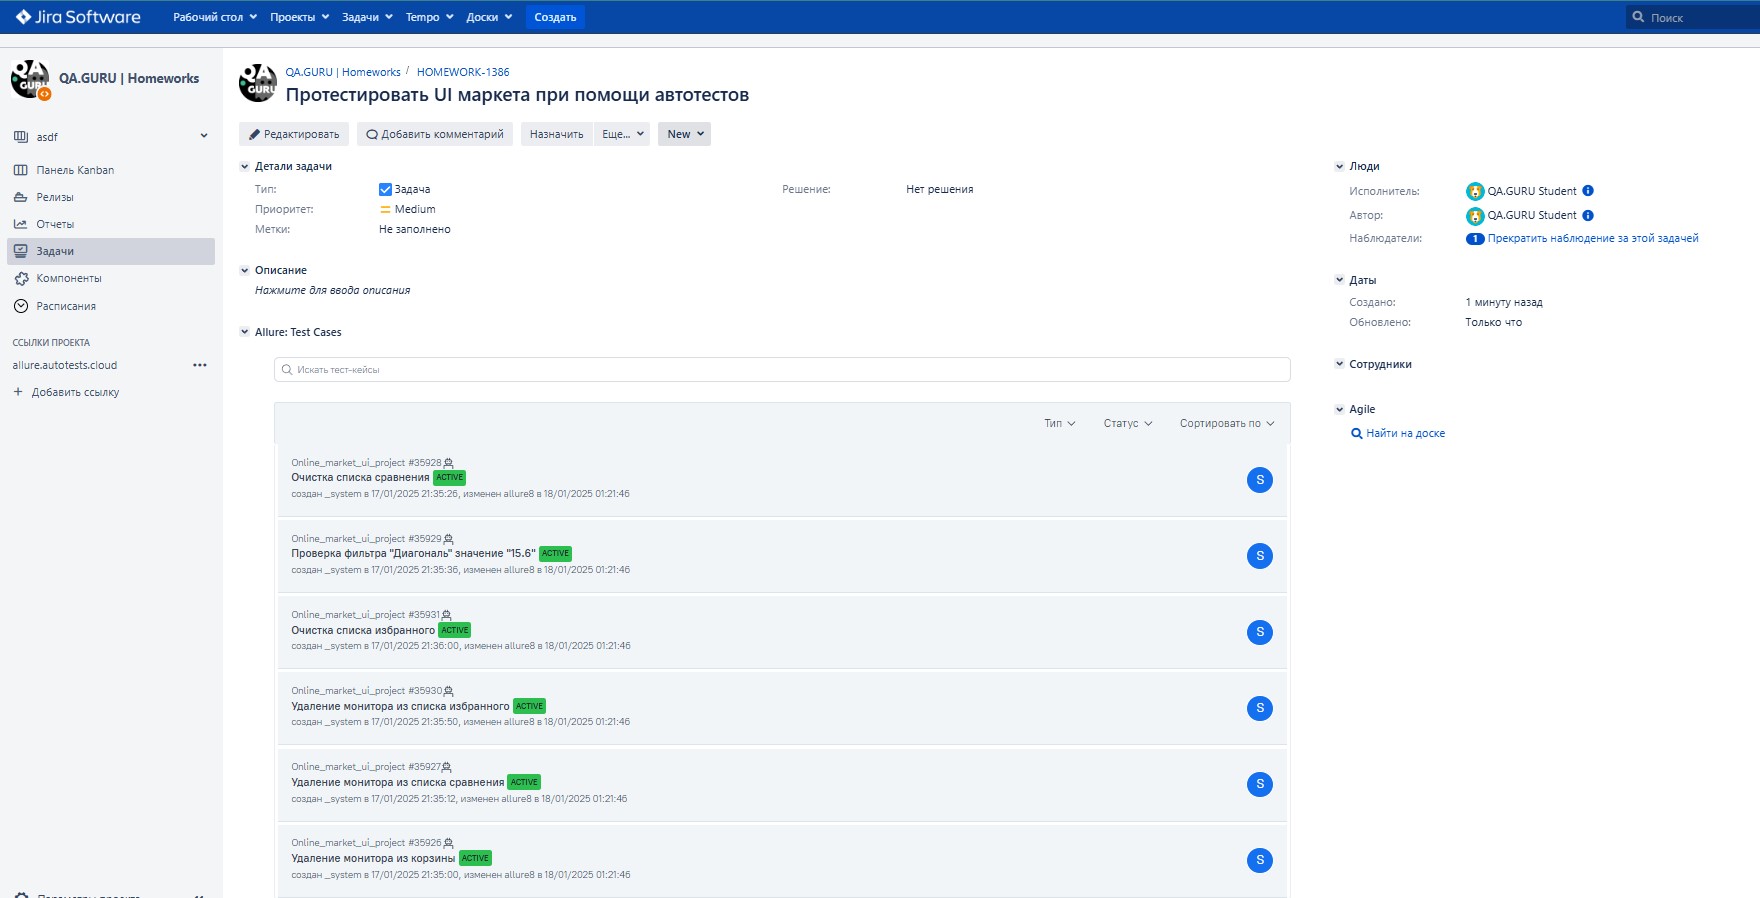 Jira Software Рабочий стол Проекты Задачи Tempo Доски Создать Поиск
QA.GURU | Homeworks
asdf
Панель Kanban
Релизы
Отчеты
Задачи
Компоненты
Расписания
ССЫЛКИ ПРОЕКТА
allure.autotests.cloud
Добавить ссылку
QA GURU
QA.GURU | Homeworks / HOMEWORK-1386
Протестировать UI маркета при помощи автотестов
Редактировать Добавить комментарий Назначить Еще... New
Детали задачи
Тип: Задача
Решение: Нет решения
Приоритет: Medium
Метки: Не заполнено
Описание
Нажмите для ввода описания
Allure: Test Cases
Искать тест-кейсы
Тип Статус Сортировать по
Online_market_ui_project #35928
Очистка списка сравнения ACTIVE
создан _system в 17/01/2025 21:35:26, изменен allure8 в 18/01/2025 01:21:46
S
Online_market_ui_project #35929
Проверка фильтра "Диагональ" значение "15.6" ACTIVE
создан _system в 17/01/2025 21:35:36, изменен allure8 в 18/01/2025 01:21:46
S
Online_market_ui_project #35931
Очистка списка избранного ACTIVE
создан _system в 17/01/2025 21:36:00, изменен allure8 в 18/01/2025 01:21:46
S
Online_market_ui_project #35930
Удаление монитора из списка избранного ACTIVE
создан _system в 17/01/2025 21:35:50, изменен allure8 в 18/01/2025 01:21:46
S
Online_market_ui_project #35927
Удаление монитора из списка сравнения ACTIVE
создан _system в 17/01/2025 21:35:12, изменен allure8 в 18/01/2025 01:21:46
S
Online_market_ui_project #35926
Удаление монитора из корзины ACTIVE
создан _system в 17/01/2025 21:35:00, изменен allure8 в 18/01/2025 01:21:46
S
Люди
Исполнитель: QA.GURU Student
Автор: QA.GURU Student
Наблюдатели: 1 Прекратить наблюдение за этой задачей
Даты
Создано: 1 минуту назад
Обновлено: Только что
Сотрудники
Agile
Найти на доске